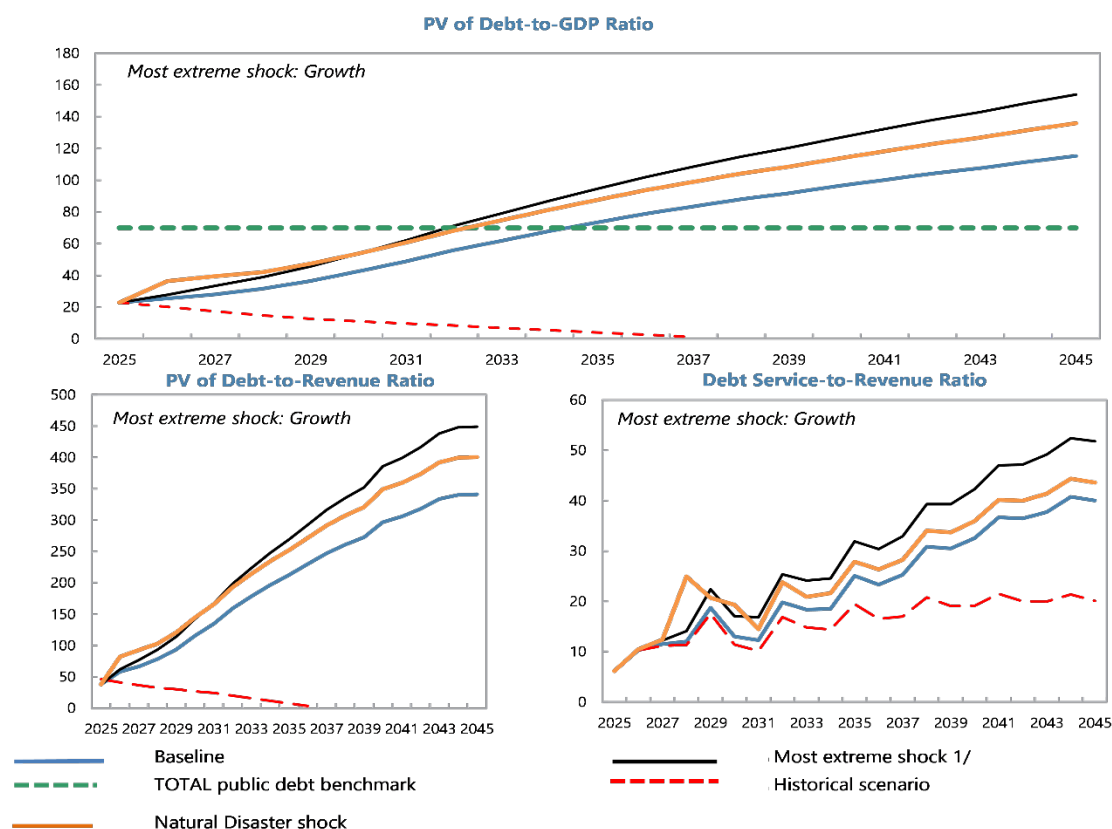 PV of Debt-to-GDP Ratio
180
160
140
120
100
80
60
40
20
0
Most extreme shock: Growth
2025 2027 2029 2031 2033 2035 2037 2039 2041 2043 2045
PV of Debt-to-Revenue Ratio
500
450
400
350
300
250
200
150
100
50
0
Most extreme shock: Growth
2025 2027 2029 2031 2033 2035 2037 2039 2041 2043 2045
Debt Service-to-Revenue Ratio
60
50
40
30
20
10
0
Most extreme shock: Growth
2025 2027 2029 2031 2033 2035 2037 2039 2041 2043 2045
Baseline
TOTAL public debt benchmark
Natural Disaster shock
Most extreme shock 1/
Historical scenario